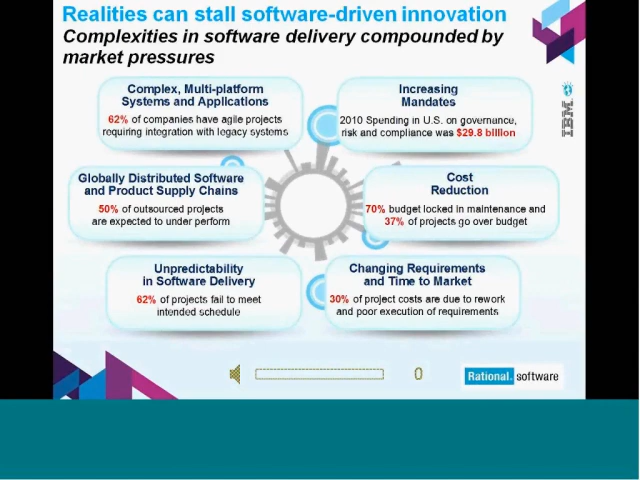 Realities can stall software-driven innovation
Complexities in software delivery compounded by
market pressures
Complex, Multi-platform
Systems and Applications
62% of companies have agile projects
requiring integration with legacy systems
Increasing
Mandates
2010 Spending in U.S. on governance,
risk and compliance was $29.8 billion
IBM
Globally Distributed Software
and Product Supply Chains
50% of outsourced projects
are expected to under perform
Cost
Reduction
70% budget locked in maintenance and
37% of projects go over budget
Unpredictability
in Software Delivery
62% of projects fail to meet
intended schedule
Changing Requirements
and Time to Market
30% of project costs are due to rework
and poor execution of requirements
0
Rational. software